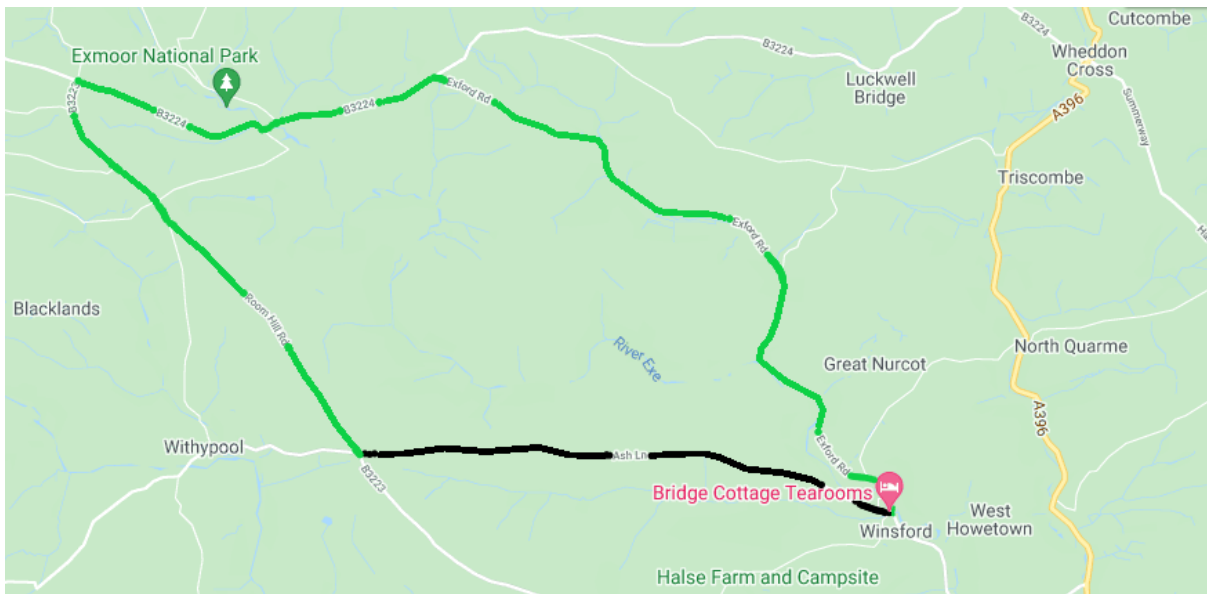 Cutcombe
B3224
Exmoor National Park
B3224
Wheddon
Cross
Luckwell
Bridge
Exford Rd
B3223
B3224
B3224
A396
Summerway
Triscombe
Exford Rd
Blacklands
Room Hill Rd
River Exe
North Quarme
Great Nurcot
A396
Withypool
Exford Rd
Ash Ln
B3223
Bridge Cottage Tearooms
West
Howetown
Winsford
Halse Farm and Campsite